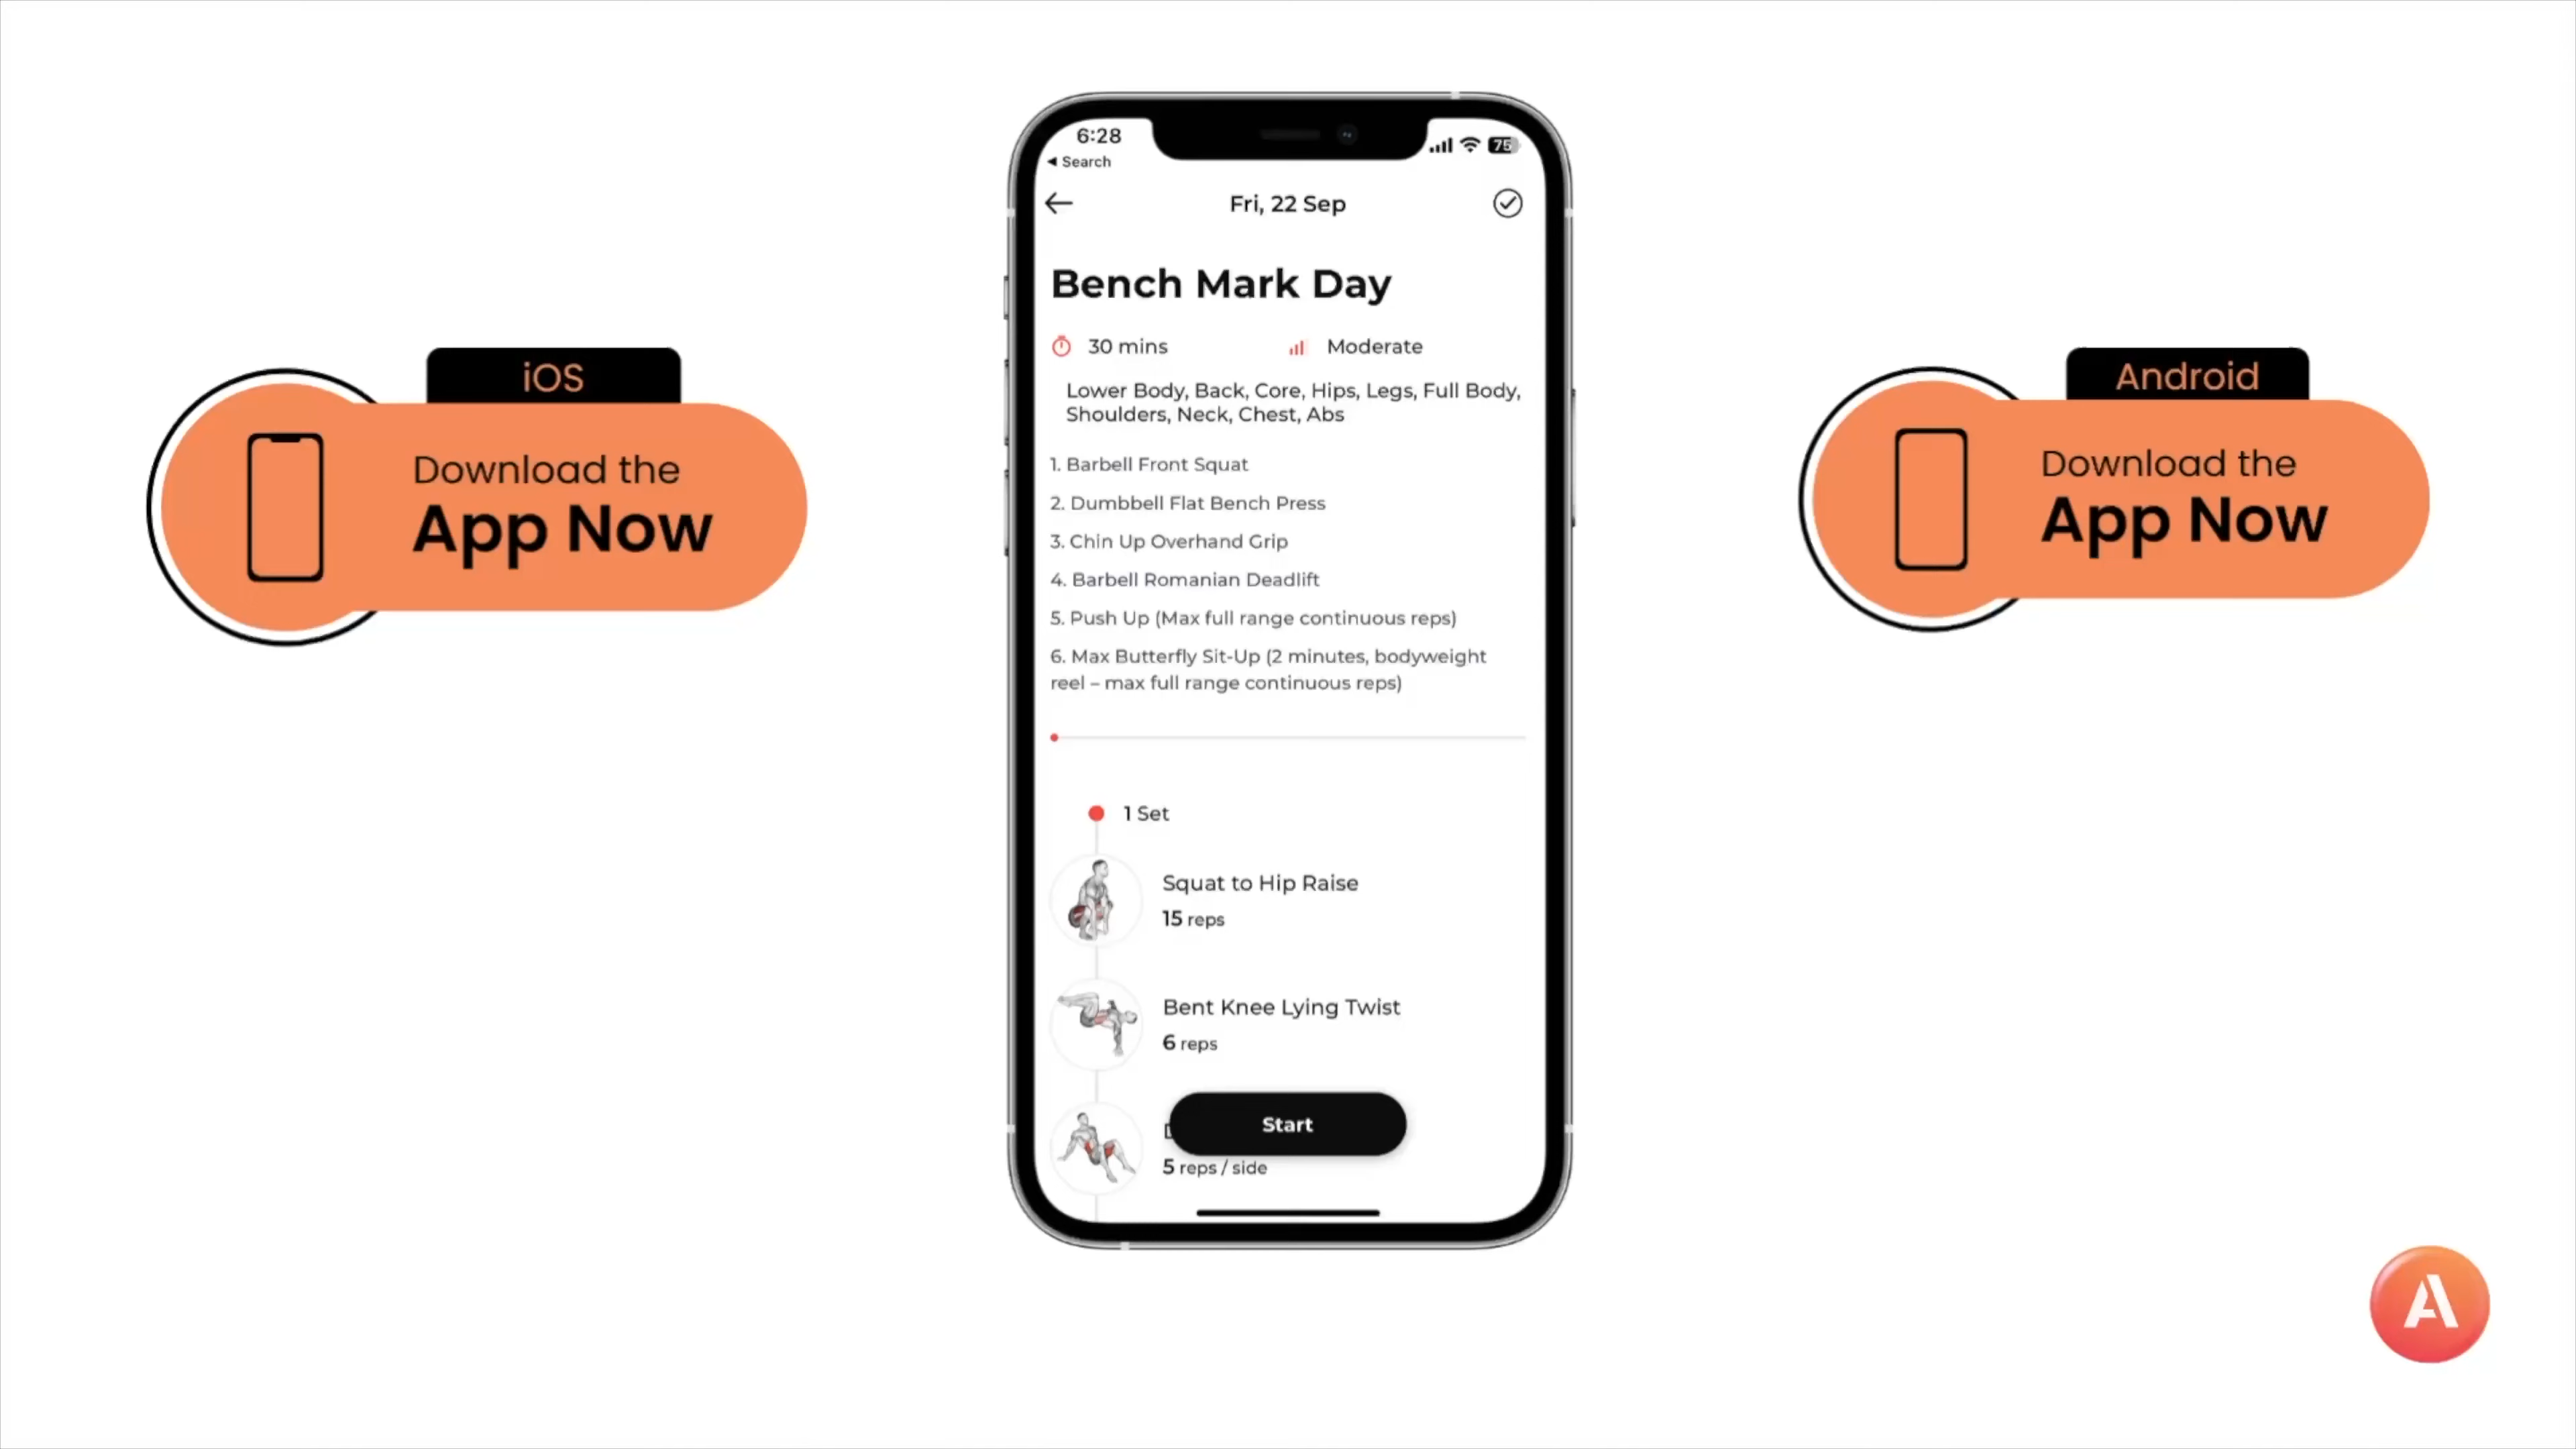 6:28
Search
75
Fri, 22 Sep
Bench Mark Day
30 mins
Moderate
Lower Body, Back, Core, Hips, Legs, Full Body,
Shoulders, Neck, Chest, Abs
1. Barbell Front Squat
2. Dumbbell Flat Bench Press
3. Chin Up Overhand Grip
4. Barbell Romanian Deadlift
5. Push Up (Max full range continuous reps)
6. Max Butterfly Sit-Up (2 minutes, bodyweight
reel – max full range continuous reps)
1 Set
Squat to Hip Raise
15 reps
Bent Knee Lying Twist
6 reps
Start
5 reps / side
iOS
Download the
App Now
Android
Download the
App Now
A